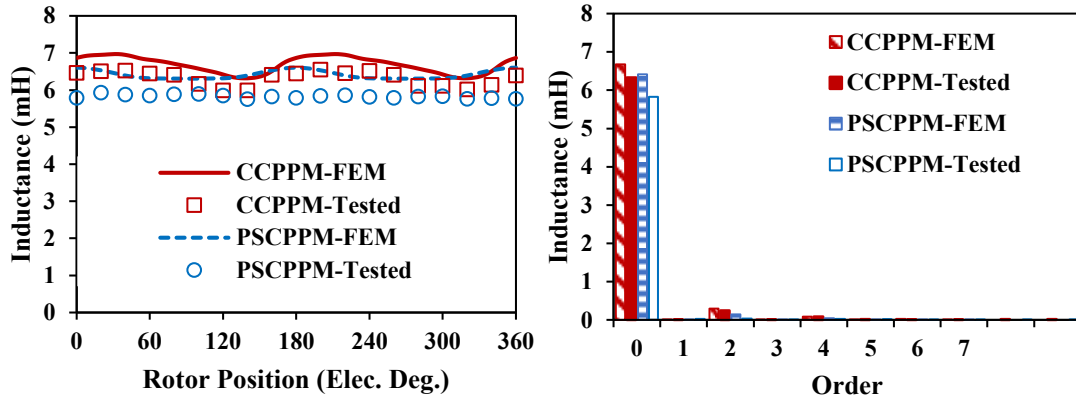 8
7
6
5
4
3
2
1
0
Inductance (mH)
CCPPM-FEM
CCPPM-Tested
PSCPPM-FEM
PSCPPM-Tested
0 60 120 180 240 300 360
Rotor Position (Elec. Deg.)
8
7
6
5
4
3
2
1
0
Inductance (mH)
CCPPM-FEM
CCPPM-Tested
PSCPPM-FEM
PSCPPM-Tested
0 1 2 3 4 5 6 7
Order